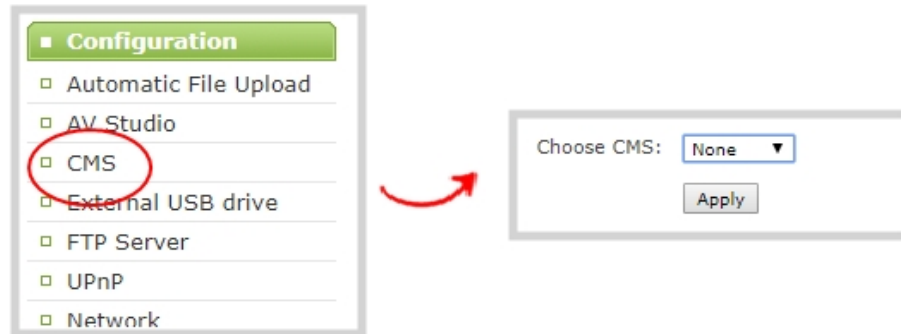 Configuration
Automatic File Upload
AV Studio
CMS
External USB drive
FTP Server
UPnP
Network
Choose CMS: None
Apply